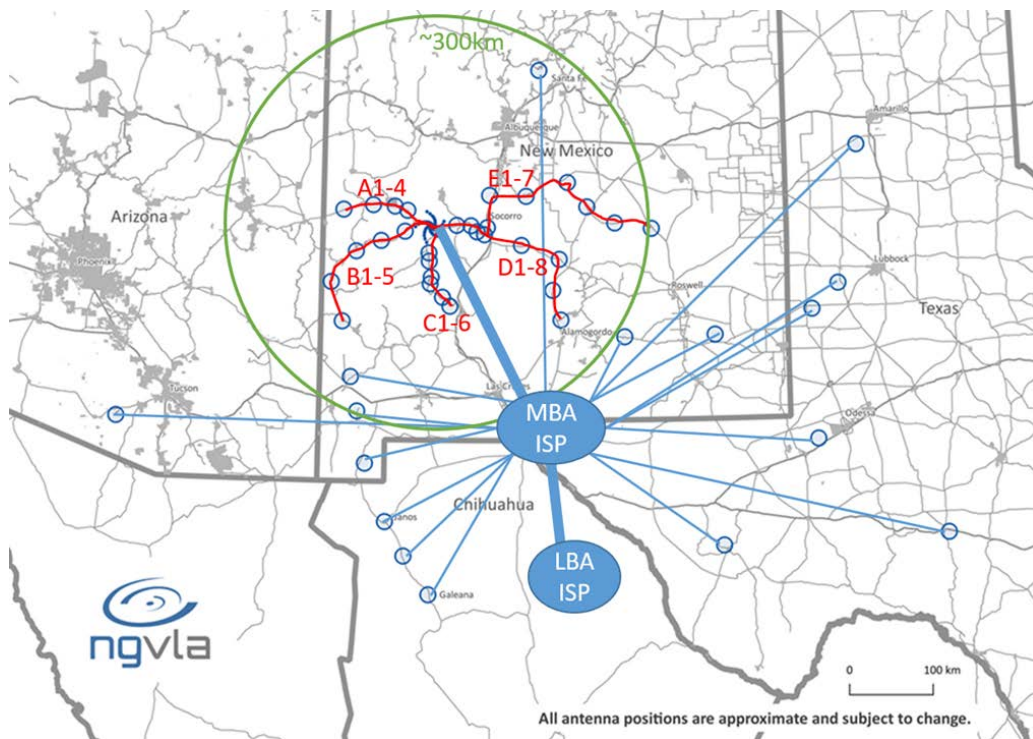 ~300km
Santa Fe
Amarillo
Albuquerque
New Mexico
A1-4
E1-7
Arizona
Socorro
Phoenix
B1-5
D1-8
Lubbock
Roswell
Texas
C1-6
Alamogordo
Tucson
Las Cruces
MBA
ISP
Odessa
Chihuahua
Janos
LBA
ISP
Galeana
ngvla
0 100 km
All antenna positions are approximate and subject to change.